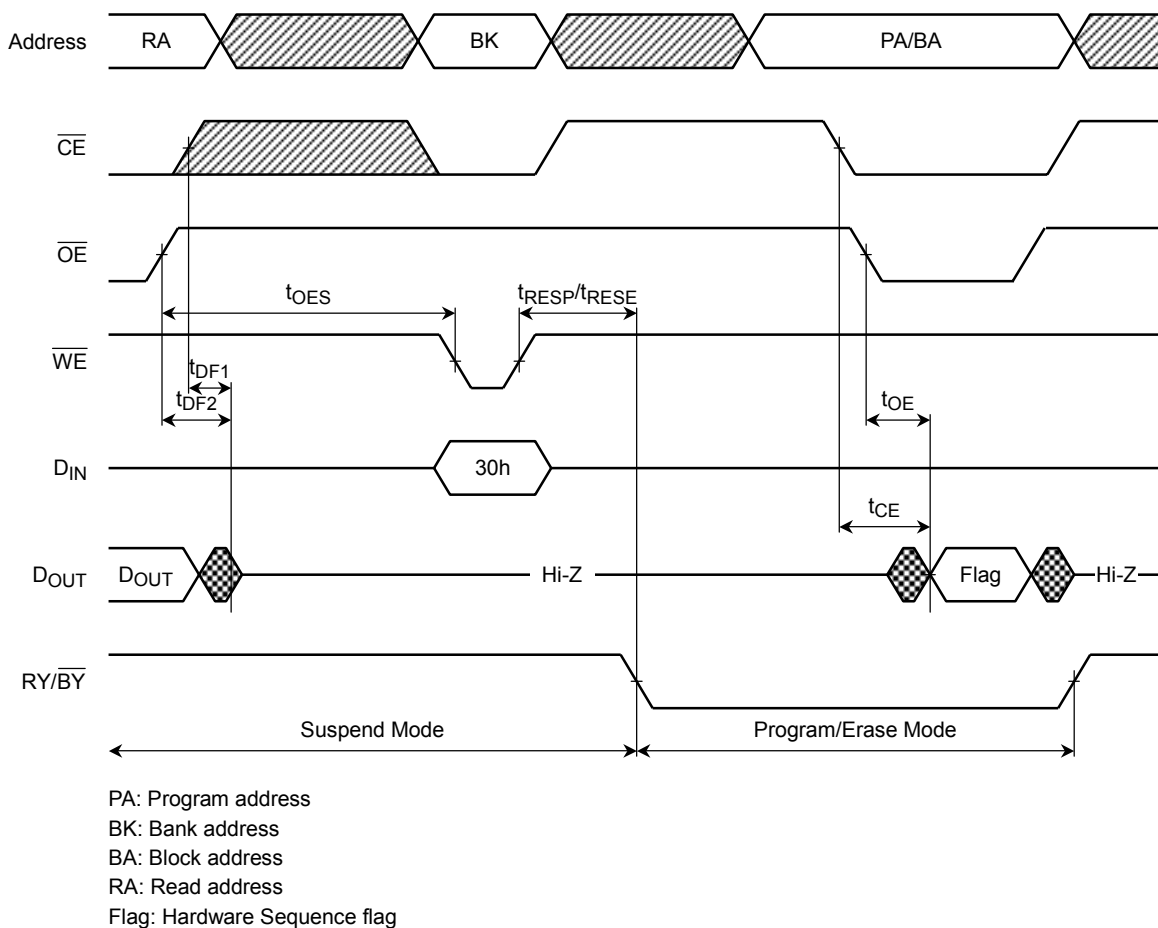 Address RA BK PA/BA
CE
OE
tOES tRESP/tRESE
WE
tDF1
tDF2 tOE
DIN 30h
tCE
DOUT DOUT Hi-Z Flag Hi-Z
RY/BY
Suspend Mode Program/Erase Mode
PA: Program address
BK: Bank address
BA: Block address
RA: Read address
Flag: Hardware Sequence flag